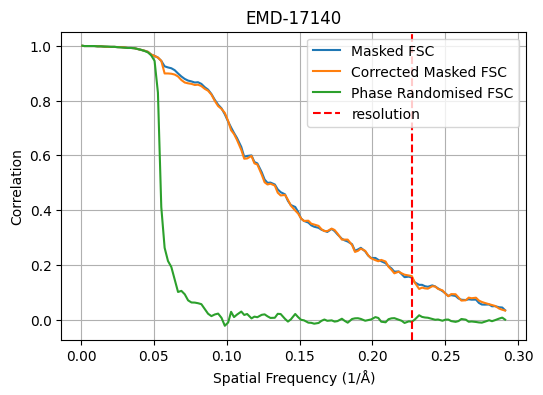 EMD-17140
Masked FSC
Corrected Masked FSC
Phase Randomised FSC
resolution
Correlation
1.0
0.8
0.6
0.4
0.2
0.0
0.00 0.05 0.10 0.15 0.20 0.25 0.30
Spatial Frequency (1/Å)